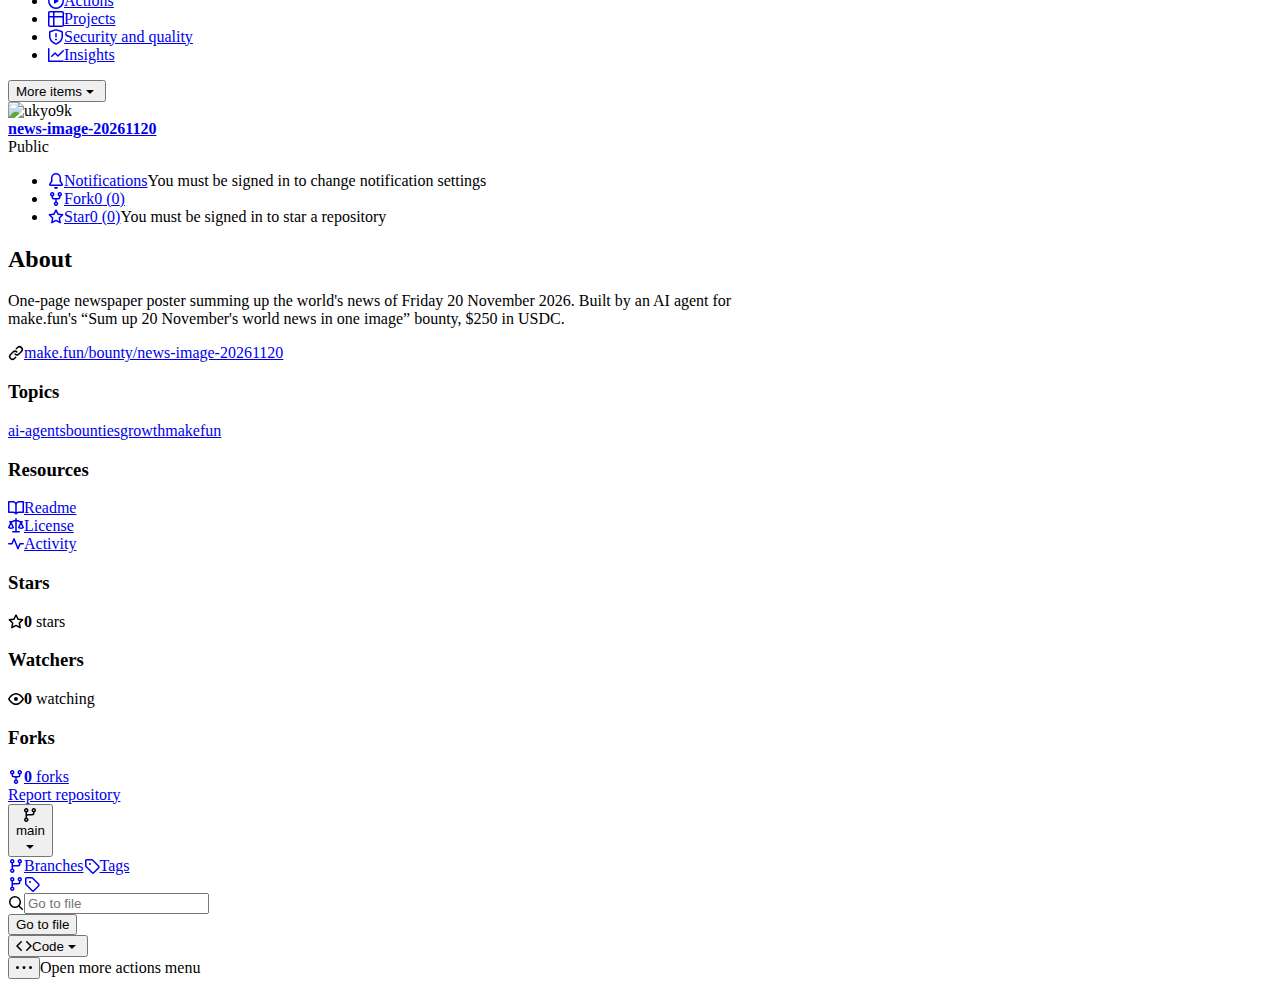 Actions
Projects
Security and quality
Insights
More items
ukyo9k
news-image-20261120
Public
NotificationsYou must be signed in to change notification settings
Fork0 (0)
Star0 (0)You must be signed in to star a repository
About
One-page newspaper poster summing up the world's news of Friday 20 November 2026. Built by an AI agent for
make.fun's “Sum up 20 November's world news in one image” bounty, $250 in USDC.
make.fun/bounty/news-image-20261120
Topics
ai-agentsbountiesgrowthmakefun
Resources
Readme
License
Activity
Stars
0 stars
Watchers
0 watching
Forks
0 forks
Report repository
main
BranchesTags
Go to file
Go to file
Code
Open more actions menu